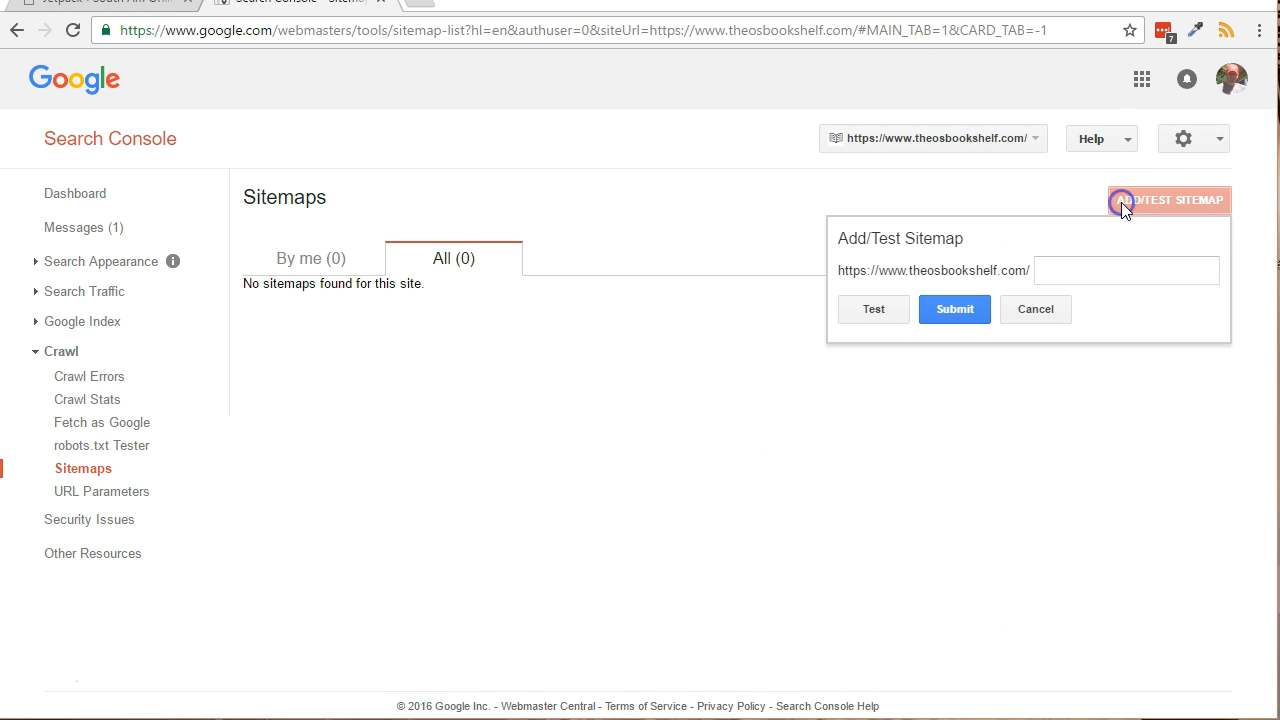 https://www.google.com/webmasters/tools/sitemap-list?hl=en&authuser=0&siteUrl=https://www.theosbookshelf.com/#MAIN_TAB=1&CARD_TAB=-1
7
Google
Search Console
https://www.theosbookshelf.com/
Help
Dashboard
Messages (1)
Search Appearance
Search Traffic
Google Index
Crawl
Crawl Errors
Crawl Stats
Fetch as Google
robots.txt Tester
Sitemaps
URL Parameters
Security Issues
Other Resources
Sitemaps
ADD/TEST SITEMAP
By me (0)
All (0)
No sitemaps found for this site.
Add/Test Sitemap
https://www.theosbookshelf.com/
Test
Submit
Cancel
© 2016 Google Inc. - Webmaster Central - Terms of Service - Privacy Policy - Search Console Help